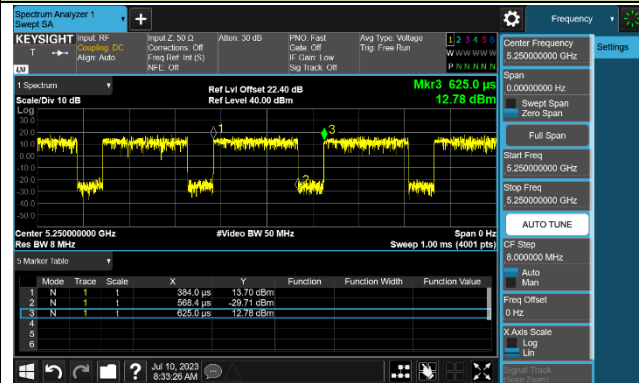 Spectrum Analyzer 1
Swept SA
Frequency
KEYSIGHT Input: RF Input Z: 50 Ω Atten: 30 dB PNO: Fast Avg Type: Voltage 1 2 3 4 5 6
T Coupling: DC Corrections: Off Gate: Off Trig: Free Run
Align: Auto Freq Ref: Int (S) IF Gain: Low W W W W W W
LXI NFE: Off Sig Track: Off P N N N N N
Center Frequency
5.250000000 GHz
Settings
Span
0.00000000 Hz
Swept Span
Zero Span
Full Span
Start Freq
5.250000000 GHz
Stop Freq
5.250000000 GHz
AUTO TUNE
CF Step
8.000000 MHz
Auto
Man
Freq Offset
0 Hz
X Axis Scale
Log
Lin
Signal Track
(Span Zoom)
1 Spectrum
Scale/Div 10 dB
Ref Lvl Offset 22.40 dB
Ref Level 40.00 dBm
Mkr3 625.0 µs
12.78 dBm
Log
30.0
20.0
10.0
0.00
-10.0
-20.0
-30.0
-40.0
-50.0
1
2
3
Center 5.250000000 GHz #Video BW 50 MHz Span 0 Hz
Res BW 8 MHz Sweep 1.00 ms (4001 pts)
5 Marker Table
Mode Trace Scale X Y Function Function Width Function Value
1 N 1 t 384.0 µs 13.70 dBm
2 N 1 t 568.4 µs -29.71 dBm
3 N 1 t 625.0 µs 12.78 dBm
4
5
6
Jul 10, 2023
8:33:26 AM